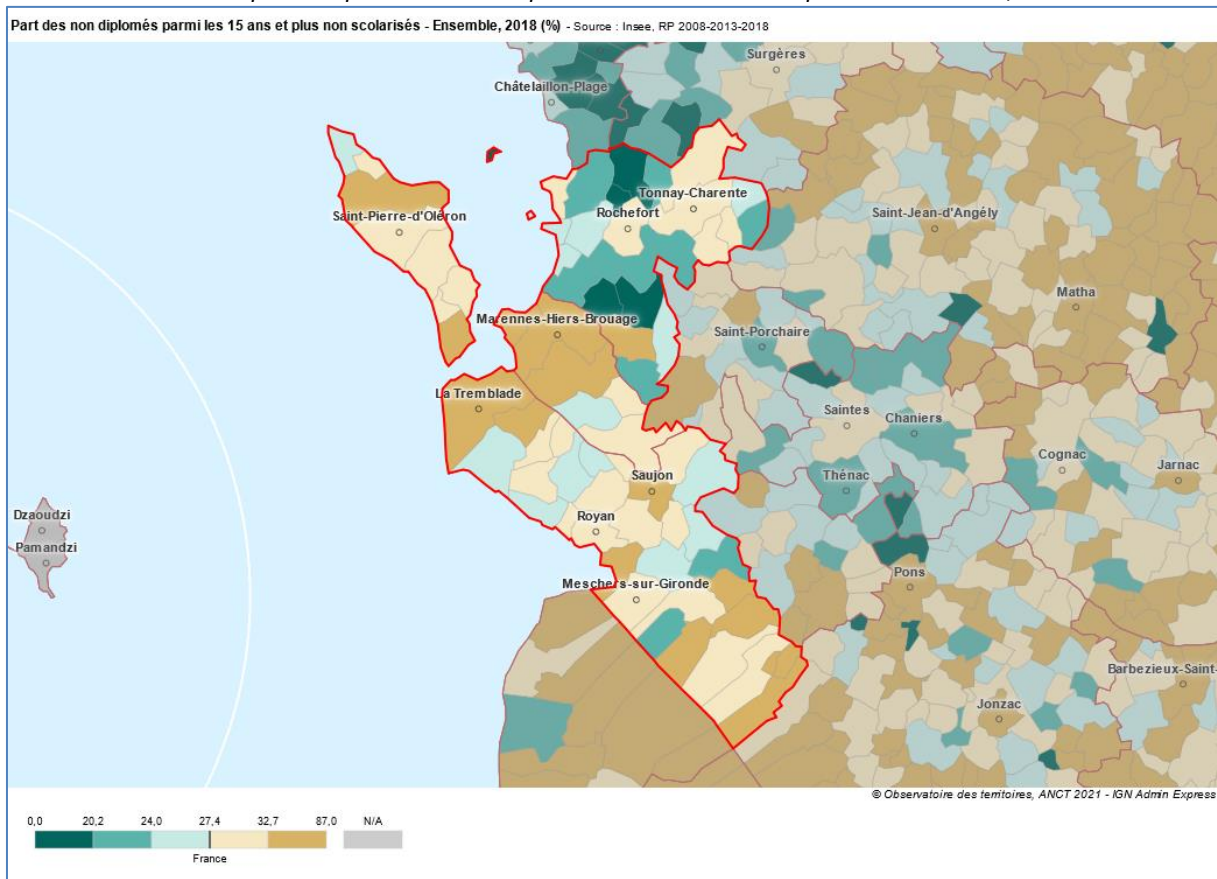 Part des non diplomés parmi les 15 ans et plus non scolarisés - Ensemble, 2018 (%) - Source : Insee, RP 2008-2013-2018
Surgères
Châtelaillon-Plage
Tonnay-Charente
Saint-Pierre-d'Oléron
Rochefort
Saint-Jean-d'Angély
Matha
Marennes-Hiers-Brouage
Saint-Porchaire
La Tremblade
Saintes
Chaniers
Cognac
Jarnac
Saujon
Thénac
Dzaoudzi
Royan
Pamandzi
Pons
Meschers-sur-Gironde
Barbezieux-Saint-
Jonzac
© Observatoire des territoires, ANCT 2021 - IGN Admin Express
0,0 20,2 24,0 27,4 32,7 87,0 N/A
France